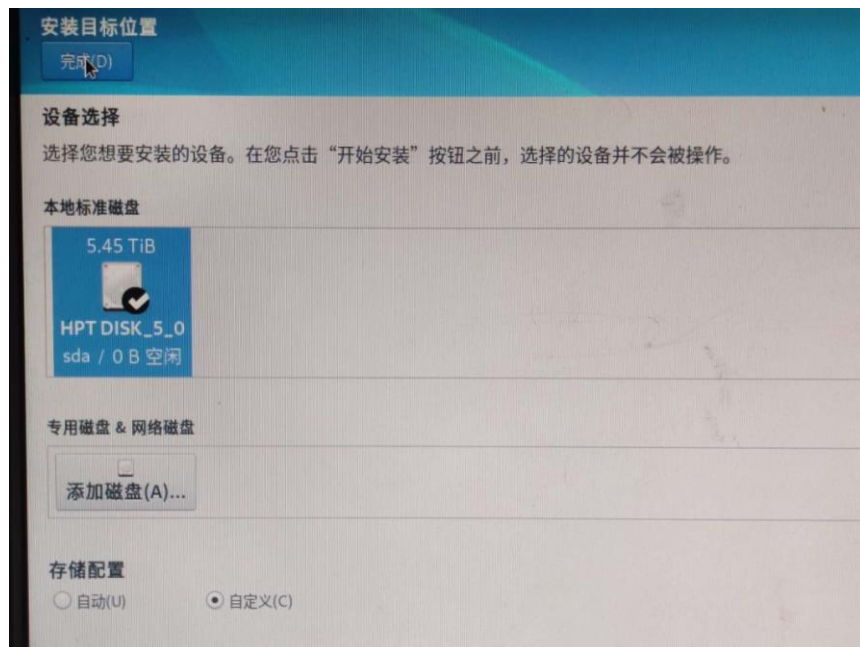 安装目标位置
完成(D)
设备选择
选择您想要安装的设备。在您点击“开始安装”按钮之前，选择的设备并不会被操作。
本地标准磁盘
5.45 TiB
HPT DISK_5_0
sda / 0 B 空闲
专用磁盘 & 网络磁盘
添加磁盘(A)...
存储配置
自动(U) 自定义(C)